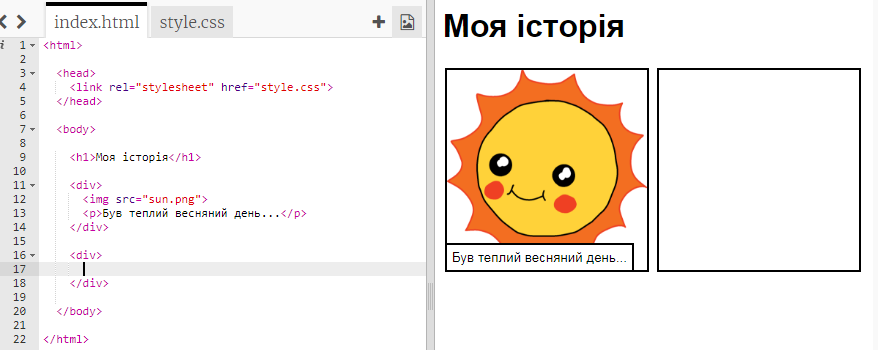 index.html style.css
1 <html>
2
3 <head>
4 <link rel="stylesheet" href="style.css">
5 </head>
6
7 <body>
8
9 <h1>Моя історія</h1>
10
11 <div>
12 <img src="sun.png">
13 <p>Був теплий весняний день...</p>
14 </div>
15
16 <div>
17
18 </div>
19
20 </body>
21
22 </html>
Моя історія
Був теплий весняний день...